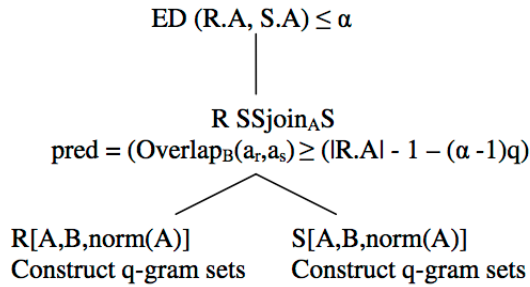 ED (R.A, S.A) ≤ α
R SSjoin_A S
pred = (Overlap_B(a_r,a_s) ≥ (|R.A| - 1 – (α -1)q)
R[A,B,norm(A)] S[A,B,norm(A)]
Construct q-gram sets Construct q-gram sets